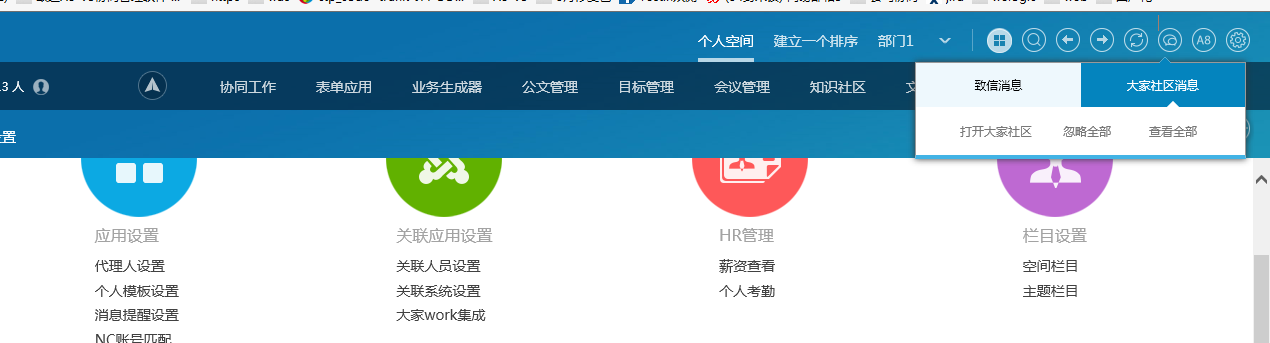 个人空间 建立一个排序 部门1
A8
人 协同工作 表单应用 业务生成器 公文管理 目标管理 会议管理 知识社区
致信消息 大家社区消息
打开大家社区 忽略全部 查看全部
应用设置 关联应用设置 HR管理 栏目设置
代理人设置 关联人员设置 薪资查看 空间栏目
个人模板设置 关联系统设置 个人考勤 主题栏目
消息提醒设置 大家work集成
NC账号匹配